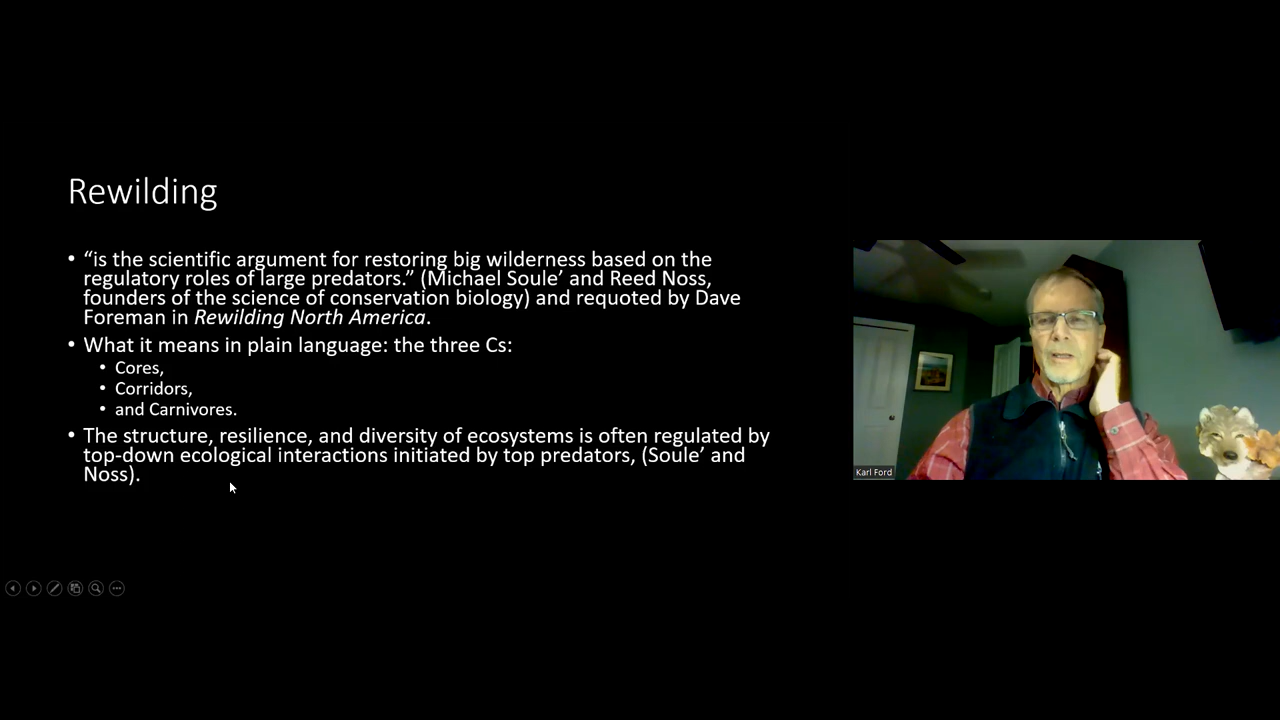 Rewilding
• “is the scientific argument for restoring big wilderness based on the
regulatory roles of large predators.” (Michael Soule’ and Reed Noss,
founders of the science of conservation biology) and requoted by Dave
Foreman in Rewilding North America.
• What it means in plain language: the three Cs:
• Cores,
• Corridors,
• and Carnivores.
• The structure, resilience, and diversity of ecosystems is often regulated by
top-down ecological interactions initiated by top predators, (Soule’ and
Noss).
Karl Ford